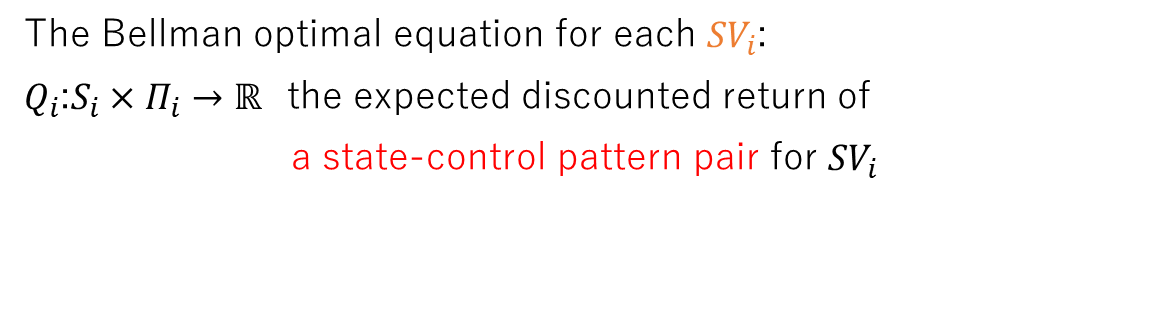 The Bellman optimal equation for each SVᵢ:
Qᵢ:Sᵢ × Πᵢ → ℝ the expected discounted return of
a state-control pattern pair for SVᵢ